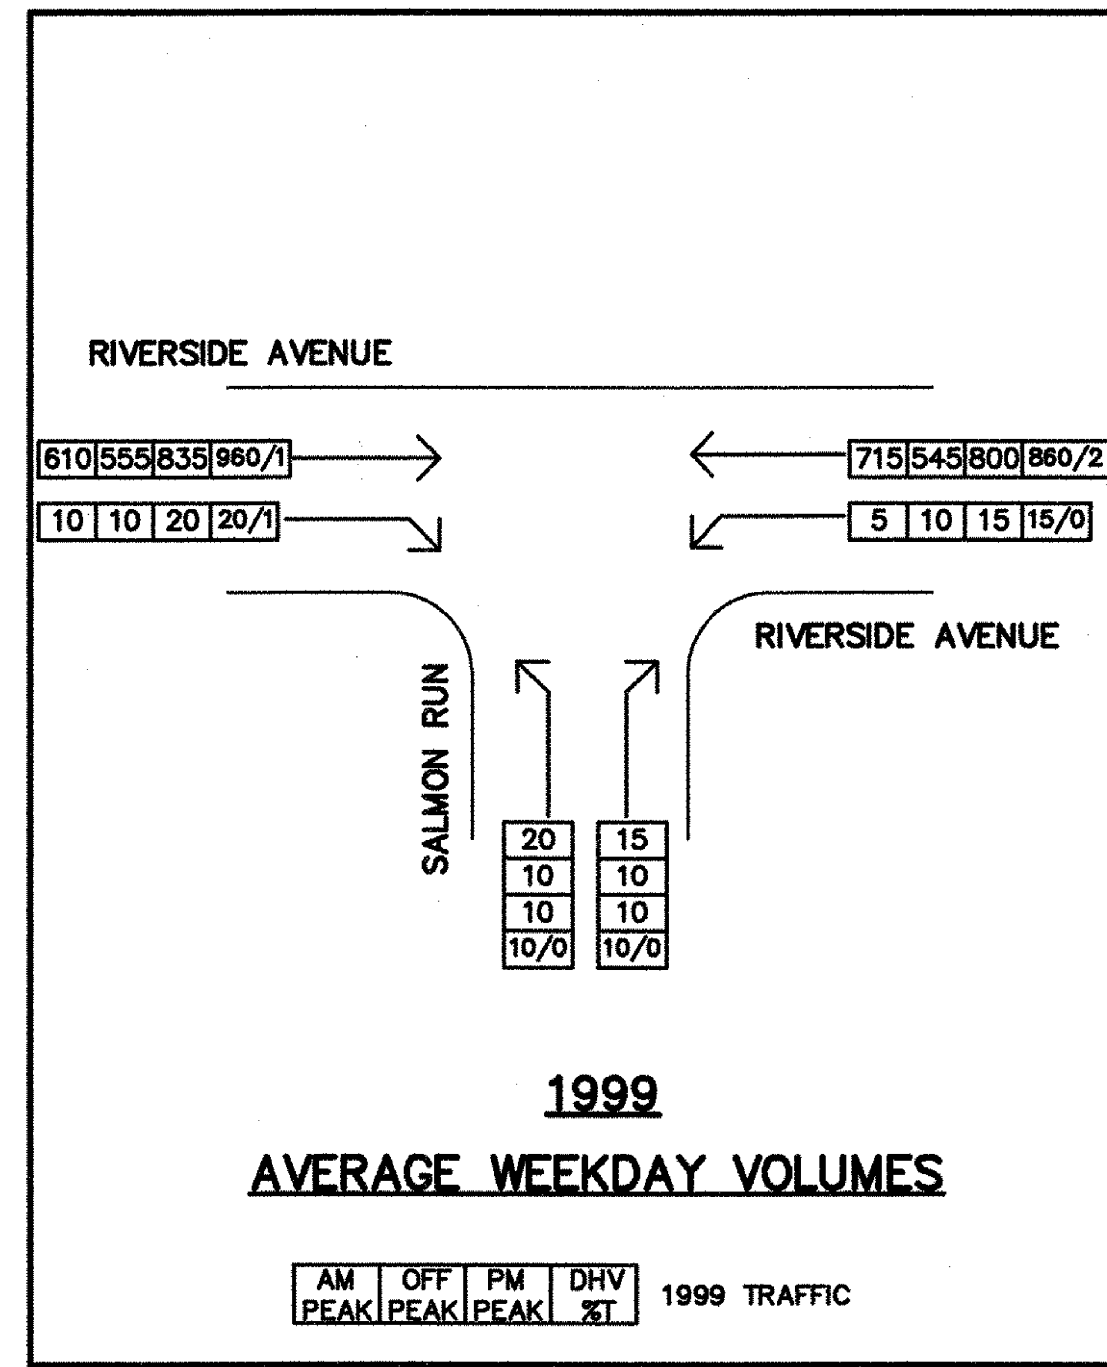 RIVERSIDE AVENUE
610 555 835 960/1
715 545 800 860/2
10 10 20 20/1
5 10 15 15/0
RIVERSIDE AVENUE
SALMON RUN
20 15
10 10
10 10
10/0 10/0
1999
AVERAGE WEEKDAY VOLUMES
AM OFF PM DHV
PEAK PEAK PEAK %T
1999 TRAFFIC